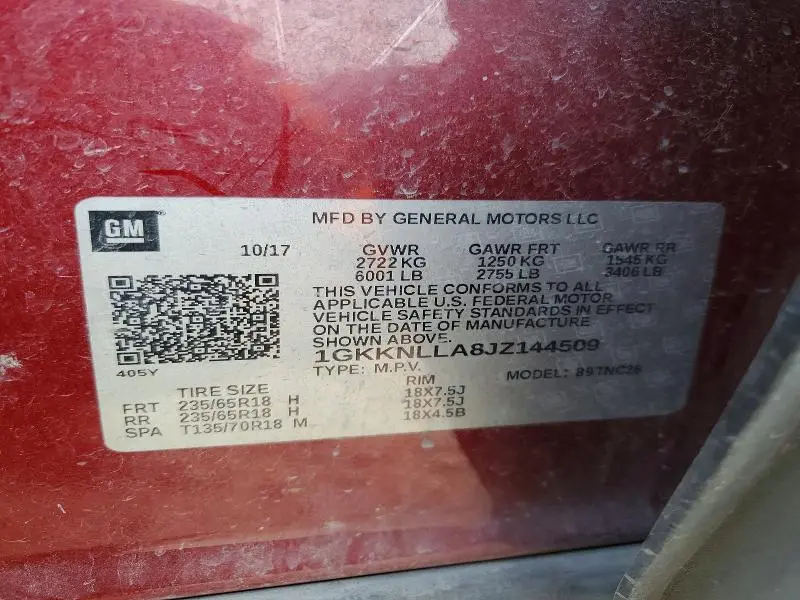 GM
MFD BY GENERAL MOTORS LLC
10/17 GVWR GAWR FRT GAWR RR
2722 KG 1250 KG 1545 KG
6001 LB 2755 LB 3406 LB
THIS VEHICLE CONFORMS TO ALL
APPLICABLE U.S. FEDERAL MOTOR
VEHICLE SAFETY STANDARDS IN EFFECT
ON THE DATE OF MANUFACTURE
SHOWN ABOVE.
1GKKNLLA8JZ144509
405Y
TYPE: M.P.V. MODEL: 89TNC26
TIRE SIZE RIM
FRT 235/65R18 H 18X7.5J
RR 235/65R18 H 18X7.5J
SPA T135/70R18 M 18X4.5B